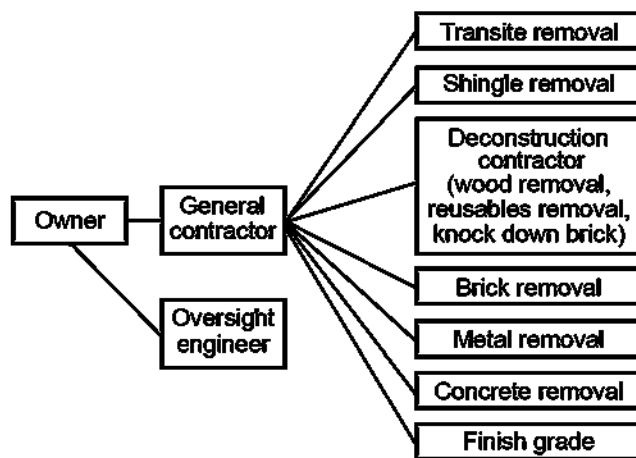 Owner
General
contractor
Oversight
engineer
Transite removal
Shingle removal
Deconstruction
contractor
(wood removal,
reusables removal,
knock down brick)
Brick removal
Metal removal
Concrete removal
Finish grade